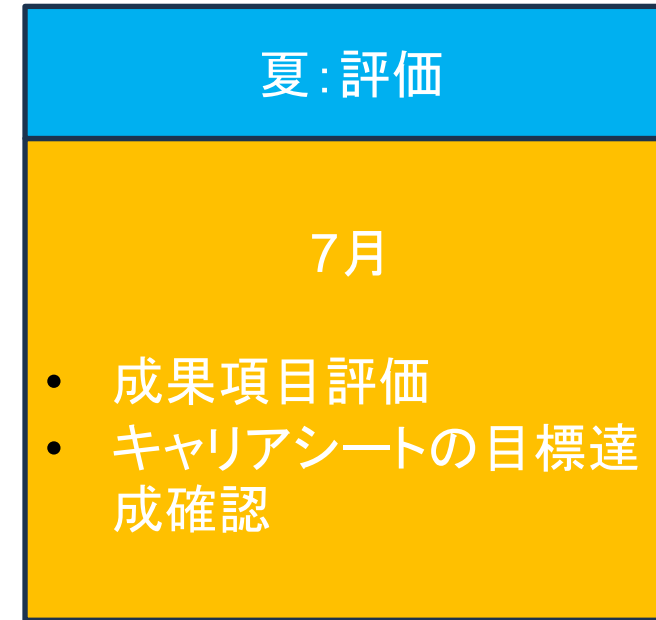 夏：評価
7月
• 成果項目評価
• キャリアシートの目標達
成確認